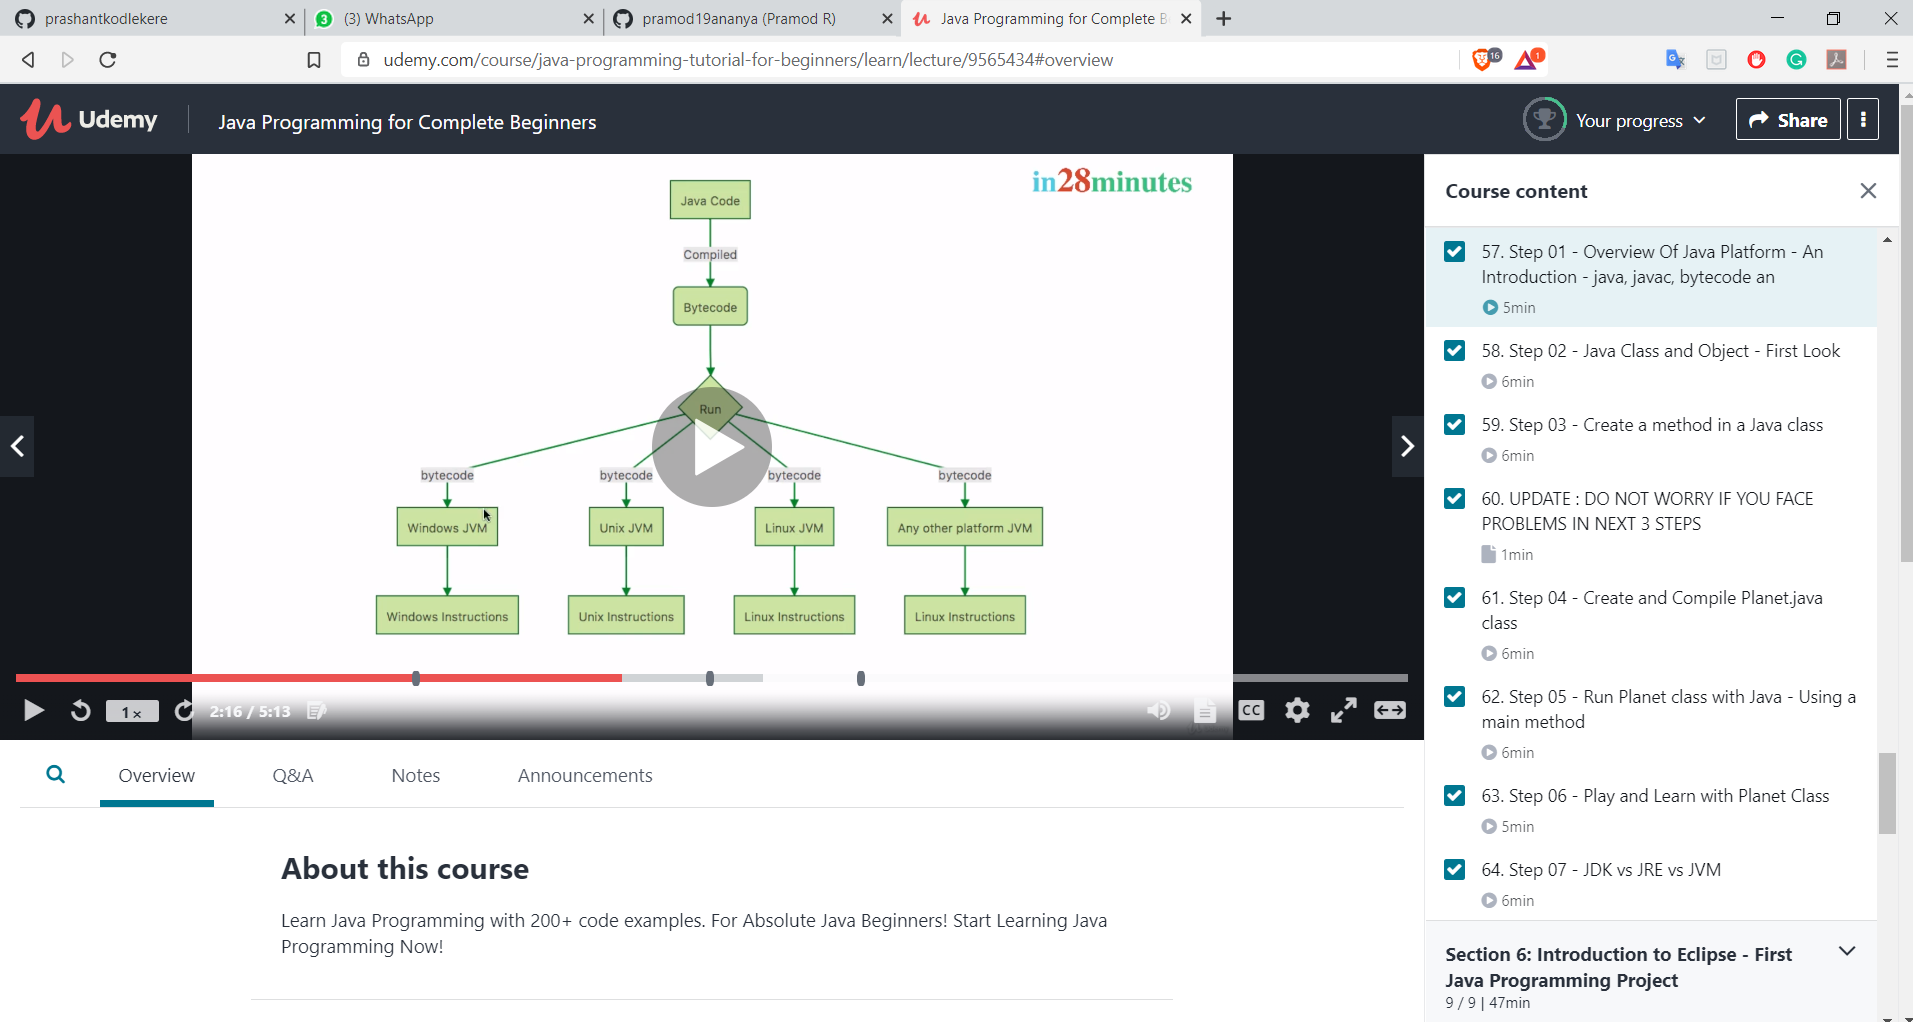 prashantkodlekere
3
(3) WhatsApp
pramod19ananya (Pramod R)
Java Programming for Complete B
udemy.com/course/java-programming-tutorial-for-beginners/learn/lecture/9565434#overview
16
1
Udemy
Java Programming for Complete Beginners
Your progress
Share
in28minutes
Java Code
Compiled
Bytecode
Run
bytecode bytecode bytecode bytecode
Windows JVM Unix JVM Linux JVM Any other platform JVM
Windows Instructions Unix Instructions Linux Instructions Linux Instructions
1x
2:16 / 5:13
CC
Overview Q&A Notes Announcements
About this course
Learn Java Programming with 200+ code examples. For Absolute Java Beginners! Start Learning Java
Programming Now!
Course content
57. Step 01 - Overview Of Java Platform - An
Introduction - java, javac, bytecode an
5min
58. Step 02 - Java Class and Object - First Look
6min
59. Step 03 - Create a method in a Java class
6min
60. UPDATE : DO NOT WORRY IF YOU FACE
PROBLEMS IN NEXT 3 STEPS
1min
61. Step 04 - Create and Compile Planet.java
class
6min
62. Step 05 - Run Planet class with Java - Using a
main method
6min
63. Step 06 - Play and Learn with Planet Class
5min
64. Step 07 - JDK vs JRE vs JVM
6min
Section 6: Introduction to Eclipse - First
Java Programming Project
9 / 9 | 47min